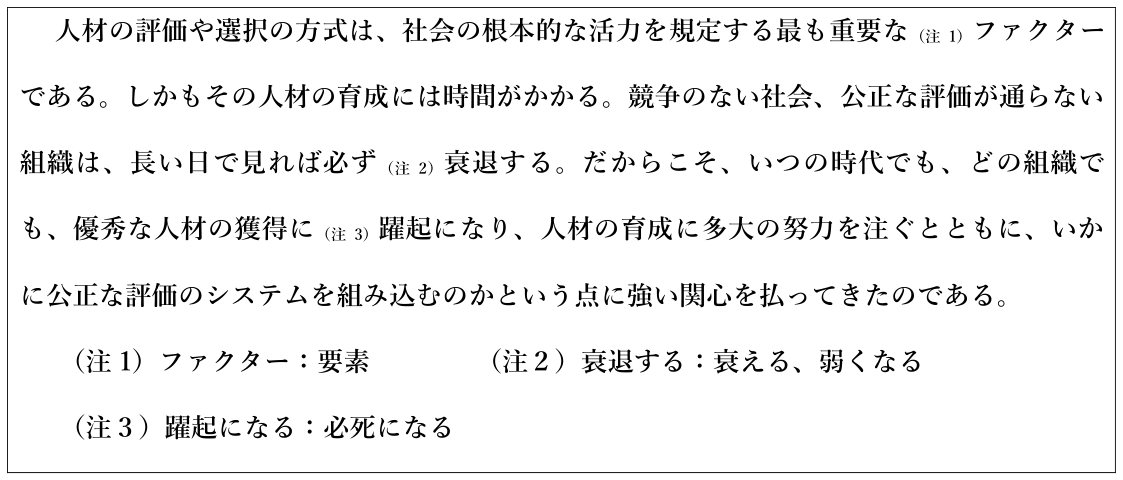 人材の評価や選択の方式は、社会の根本的な活力を規定する最も重要な（注 1）ファクター
である。しかもその人材の育成には時間がかかる。競争のない社会、公正な評価が通らない
組織は、長い日で見れば必ず（注 2）衰退する。だからこそ、いつの時代でも、どの組織で
も、優秀な人材の獲得に（注 3）躍起になり、人材の育成に多大の努力を注ぐとともに、いか
に公正な評価のシステムを組み込むのかという点に強い関心を払ってきたのである。
（注 1）ファクター：要素　　　　（注２）衰退する：衰える、弱くなる
（注３）躍起になる：必死になる